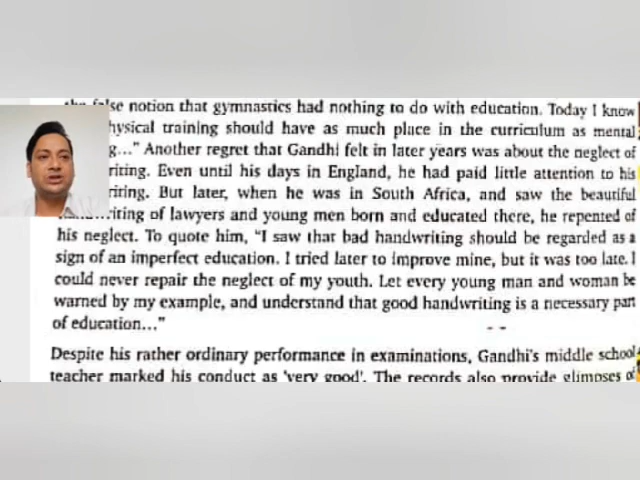 false notion that gymnastics had nothing to do with education. Today I know
hysical training should have as much place in the curriculum as mental
g..." Another regret that Gandhi felt in later years was about the neglect of
riting. Even until his days in England, he had paid little attention to his
riting. But later, when he was in South Africa, and saw the beautiful
riting of lawyers and young men born and educated there, he repented of
his neglect. To quote him, "I saw that bad handwriting should be regarded as a
sign of an imperfect education. I tried later to improve mine, but it was too late. I
could never repair the neglect of my youth. Let every young man and woman be
warned by my example, and understand that good handwriting is a necessary part
of education..."
Despite his rather ordinary performance in examinations, Gandhi's middle school
teacher marked his conduct as 'very good'. The records also provide glimpses of